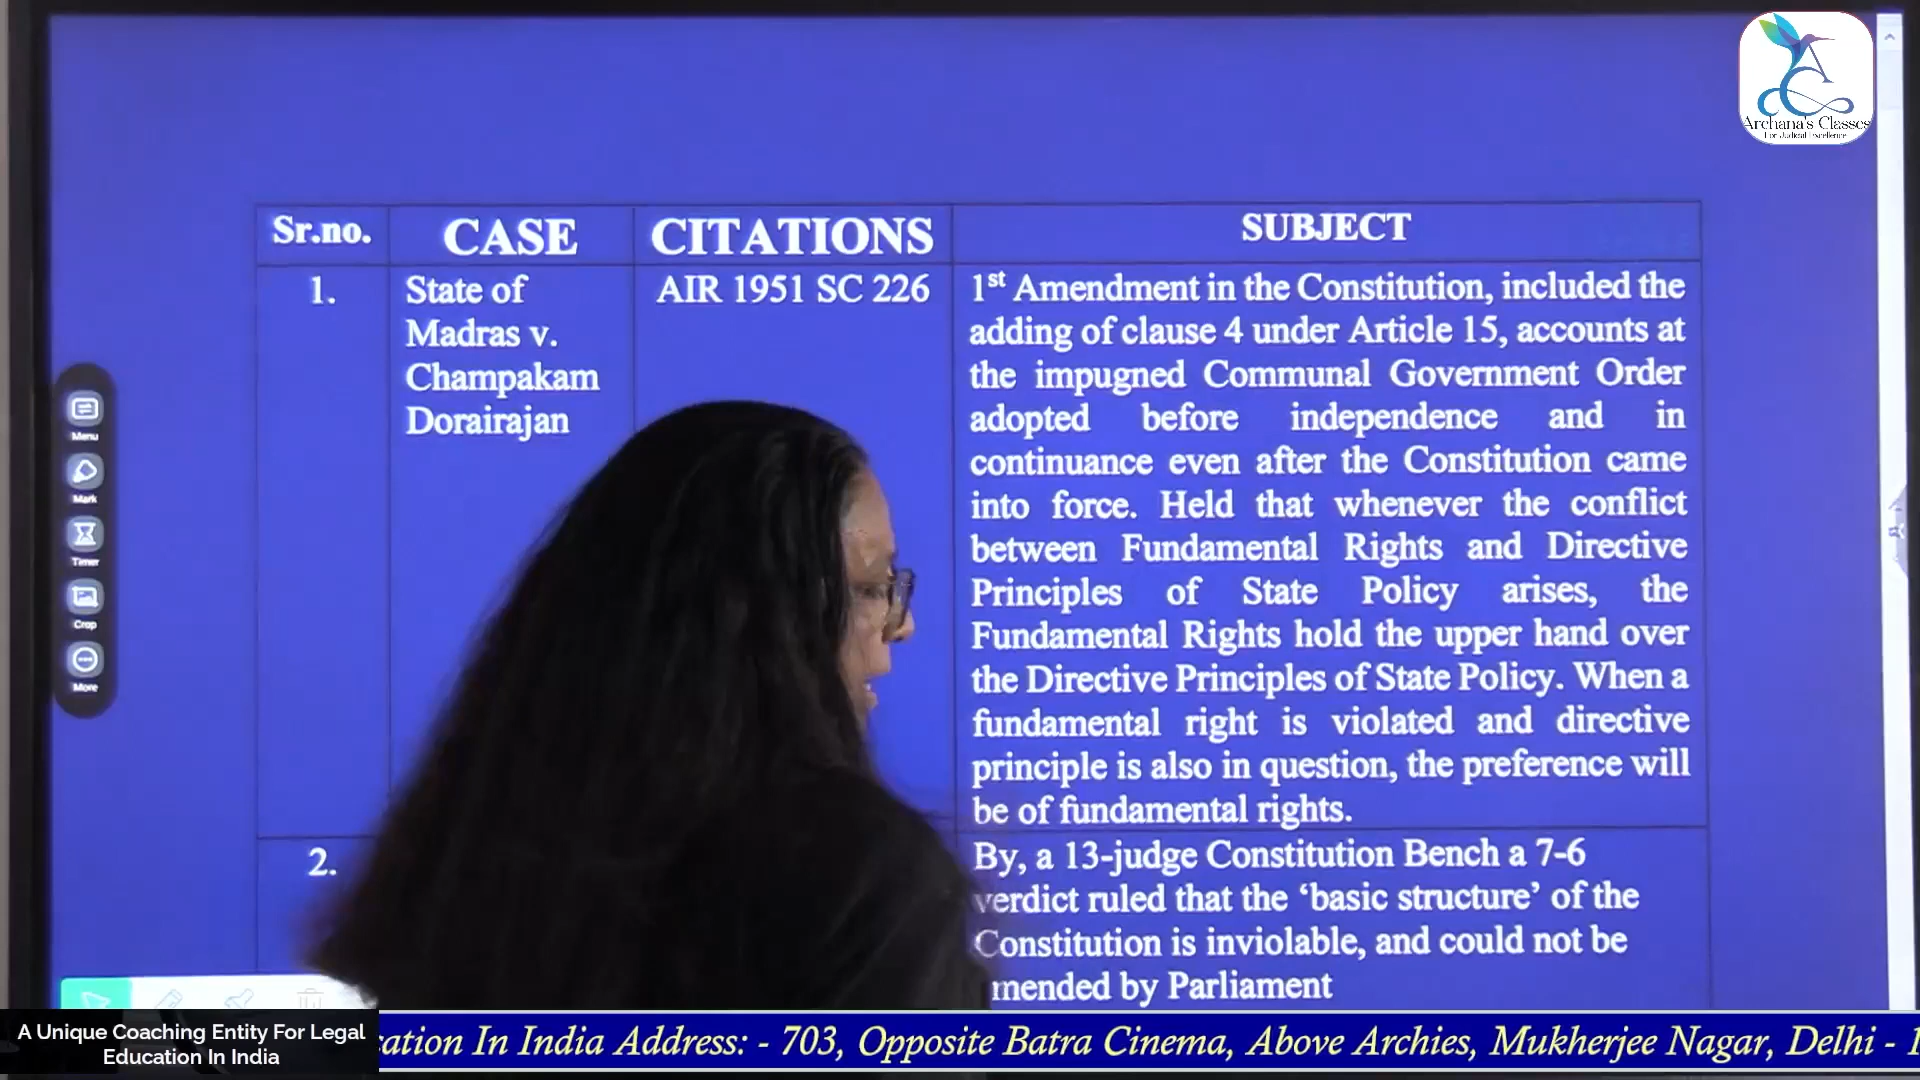 Archana's Classes
For Judicial Excellence
Sr.no.
CASE
CITATIONS
SUBJECT
1.
State of
Madras v.
Champakam
Dorairajan
AIR 1951 SC 226
1st Amendment in the Constitution, included the
adding of clause 4 under Article 15, accounts at
the impugned Communal Government Order
adopted before independence and in
continuance even after the Constitution came
into force. Held that whenever the conflict
between Fundamental Rights and Directive
Principles of State Policy arises, the
Fundamental Rights hold the upper hand over
the Directive Principles of State Policy. When a
fundamental right is violated and directive
principle is also in question, the preference will
be of fundamental rights.
2.
By, a 13-judge Constitution Bench a 7-6
verdict ruled that the ‘basic structure’ of the
Constitution is inviolable, and could not be
mended by Parliament
Menu
Mark
Timer
Crop
More
A Unique Coaching Entity For Legal
Education In India
cation In India Address: - 703, Opposite Batra Cinema, Above Archies, Mukherjee Nagar, Delhi - 1